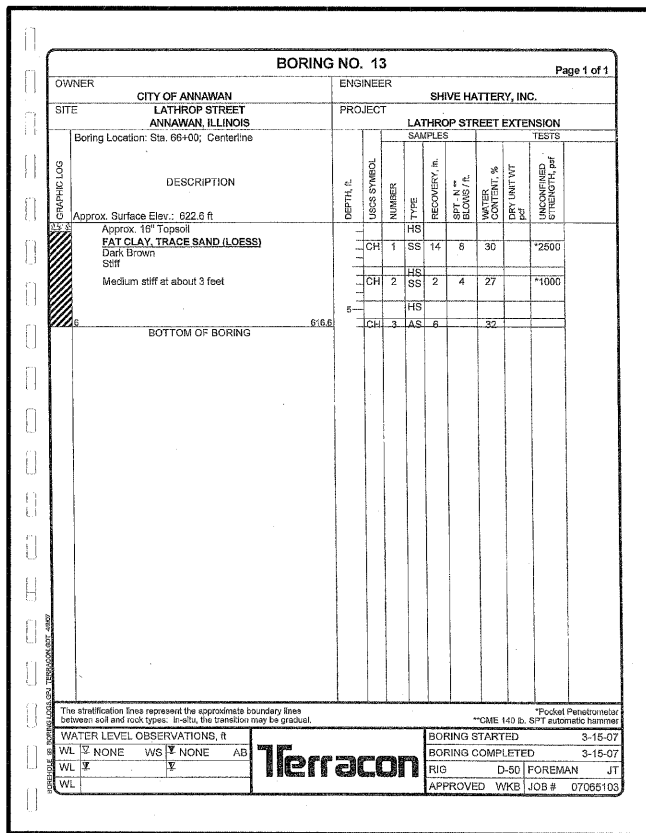 BORING NO. 13
Page 1 of 1
OWNER
CITY OF ANNAWAN
ENGINEER
SHIVE HATTERY, INC.
SITE
LATHROP STREET
ANNAWAN, ILLINOIS
PROJECT
LATHROP STREET EXTENSION
Boring Location: Sta. 66+00; Centerline
SAMPLES
TESTS
GRAPHIC LOG
DESCRIPTION
DEPTH, ft.
USCS SYMBOL
NUMBER
TYPE
RECOVERY, in.
SPT - N **
BLOWS / ft.
WATER
CONTENT, %
DRY UNIT WT
pcf
UNCONFINED
STRENGTH, psf
Approx. Surface Elev.: 622.6 ft
Approx. 16" Topsoil
HS
FAT CLAY, TRACE SAND (LOESS)
CH 1 SS 14 6 30 *2500
Dark Brown
Stiff
HS
Medium stiff at about 3 feet
CH 2 SS 2 4 27 *1000
5
HS
6 616.6
CH 3 AS 6 32
BOTTOM OF BORING
The stratification lines represent the approximate boundary lines
between soil and rock types: in-situ, the transition may be gradual.
*Pocket Penetrometer
**CME 140 lb. SPT automatic hammer
WATER LEVEL OBSERVATIONS, ft
WL NONE WS NONE AB
WL
WL
Terracon
BORING STARTED 3-15-07
BORING COMPLETED 3-15-07
RIG D-50 FOREMAN JT
APPROVED WKB JOB # 07065103